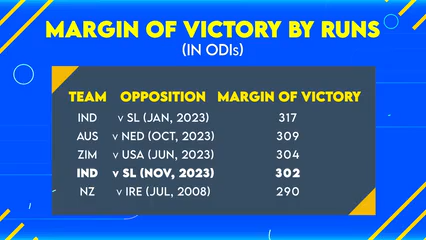 MARGIN OF VICTORY BY RUNS
(IN ODIs)
TEAM OPPOSITION MARGIN OF VICTORY
IND v SL (JAN, 2023) 317
AUS v NED (OCT, 2023) 309
ZIM v USA (JUN, 2023) 304
IND v SL (NOV, 2023) 302
NZ v IRE (JUL, 2008) 290